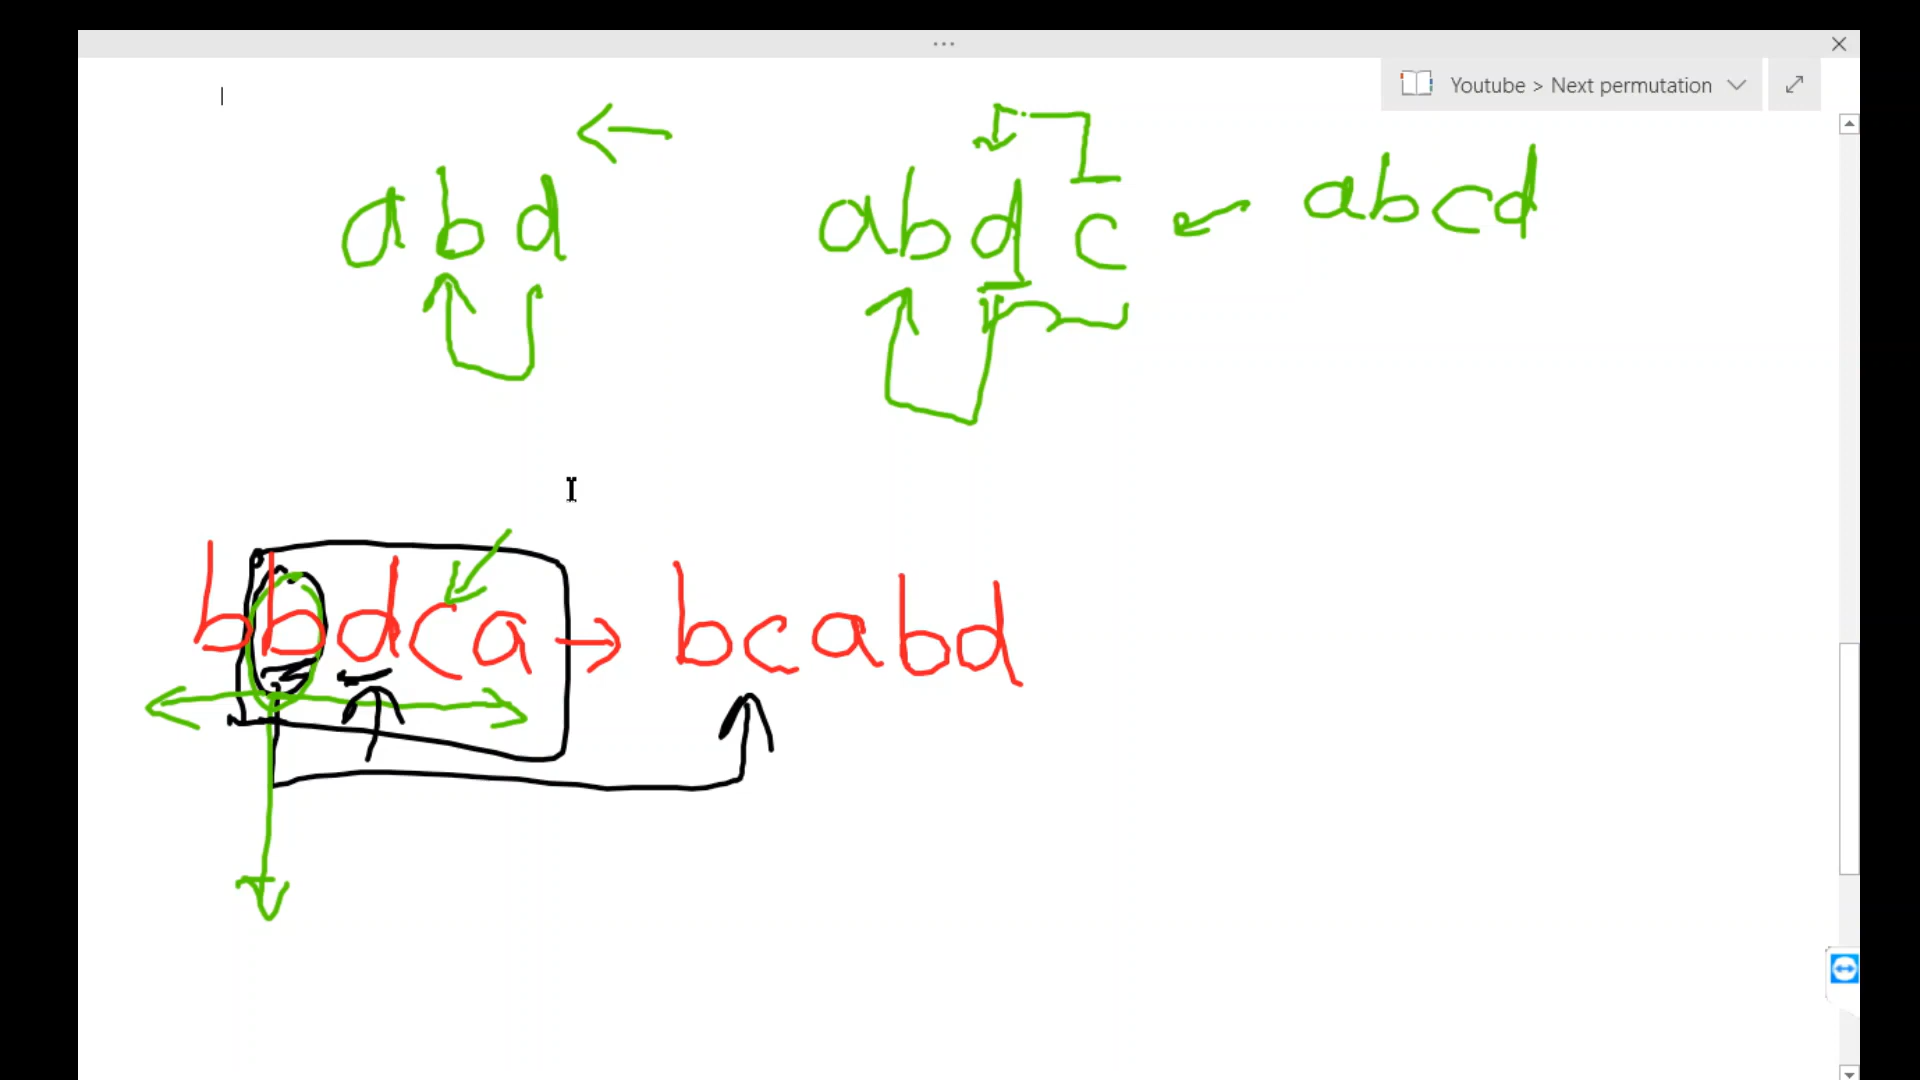 ...
Youtube > Next permutation
abd abdc abcd
bbdca → bcabd